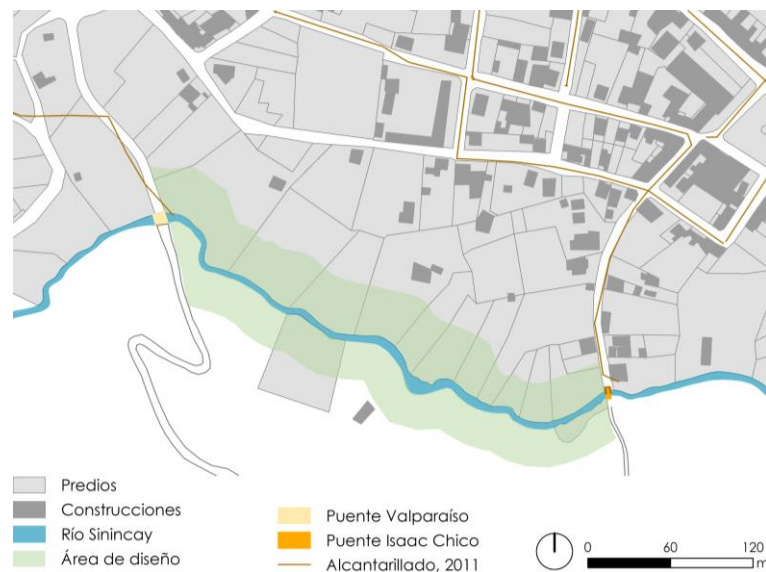 Predios
Construcciones
Río Sinincay
Área de diseño
Puente Valparaíso
Puente Isaac Chico
Alcantarillado, 2011
0 60 120
m